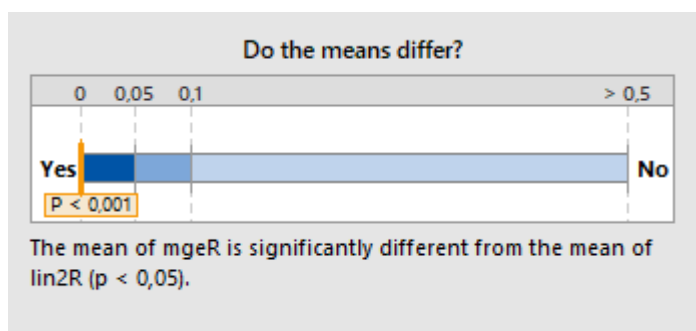 Do the means differ?
0 0,05 0,1 > 0,5
Yes No
P < 0,001
The mean of mgeR is significantly different from the mean of
lin2R (p < 0,05).